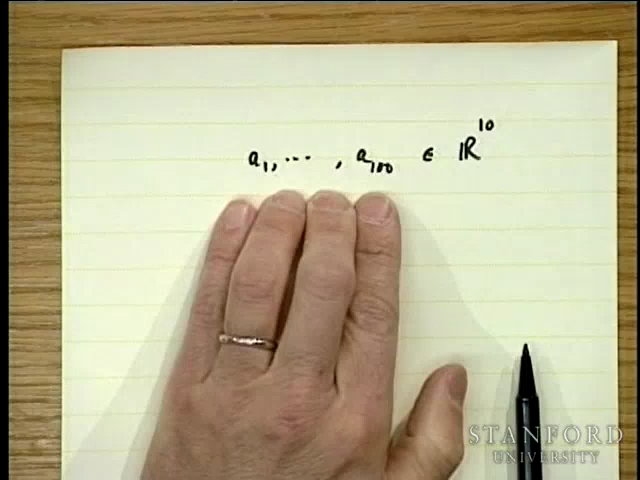 a₁, ... , a₁₀₀ ∈ ℝ¹⁰
STANFORD
UNIVERSITY